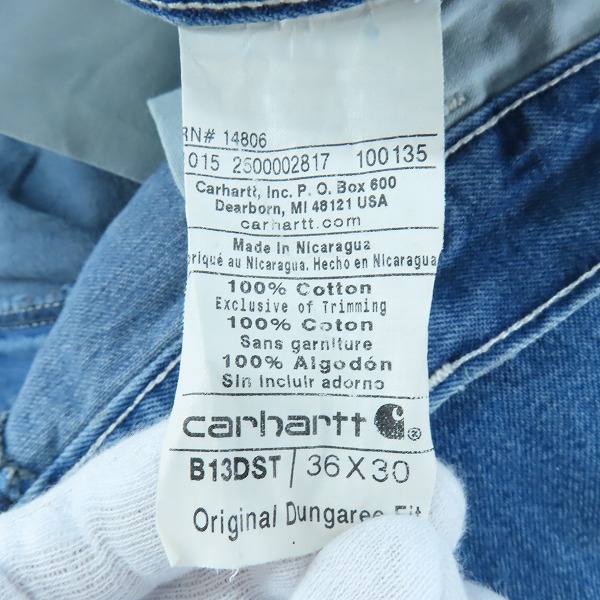 RN# 14806
015 2500002817 100135
Carhartt, Inc. P. O. Box 600
Dearborn, MI 48121 USA
carhartt.com
Made in Nicaragua
riqué au Nicaragua. Hecho en Nicaragua
100% Cotton
Exclusive of Trimming
100% Coton
Sans garniture
100% Algodón
Sin incluir adorno
carhartt ®
B13DST / 36 X 30
Original Dungaree Fit